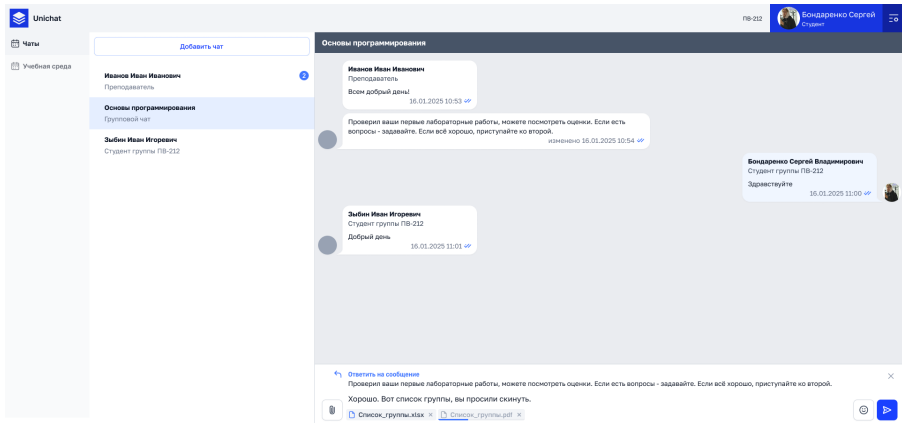 Unichat
ПВ-212
Бондаренко Сергей
Студент
Чаты
Учебная среда
Добавить чат
Иванов Иван Иванович
2
Преподаватель
Основы программирования
Групповой чат
Зыбин Иван Игоревич
Студент группы ПВ-212
Основы программирования
Иванов Иван Иванович
Преподаватель
Всем добрый день!
16.01.2025 10:53
Проверил ваши первые лабораторные работы, можете посмотреть оценки. Если есть
вопросы - задавайте. Если всё хорошо, приступайте ко второй.
изменено 16.01.2025 10:54
Бондаренко Сергей Владимирович
Студент группы ПВ-212
Здравствуйте
16.01.2025 11:00
Зыбин Иван Игоревич
Студент группы ПВ-212
Добрый день
16.01.2025 11:01
Ответить на сообщение
Проверил ваши первые лабораторные работы, можете посмотреть оценки. Если есть вопросы - задавайте. Если всё хорошо, приступайте ко второй.
Хорошо. Вот список группы, вы просили скинуть.
Список_группы.xlsx
Список_группы.pdf